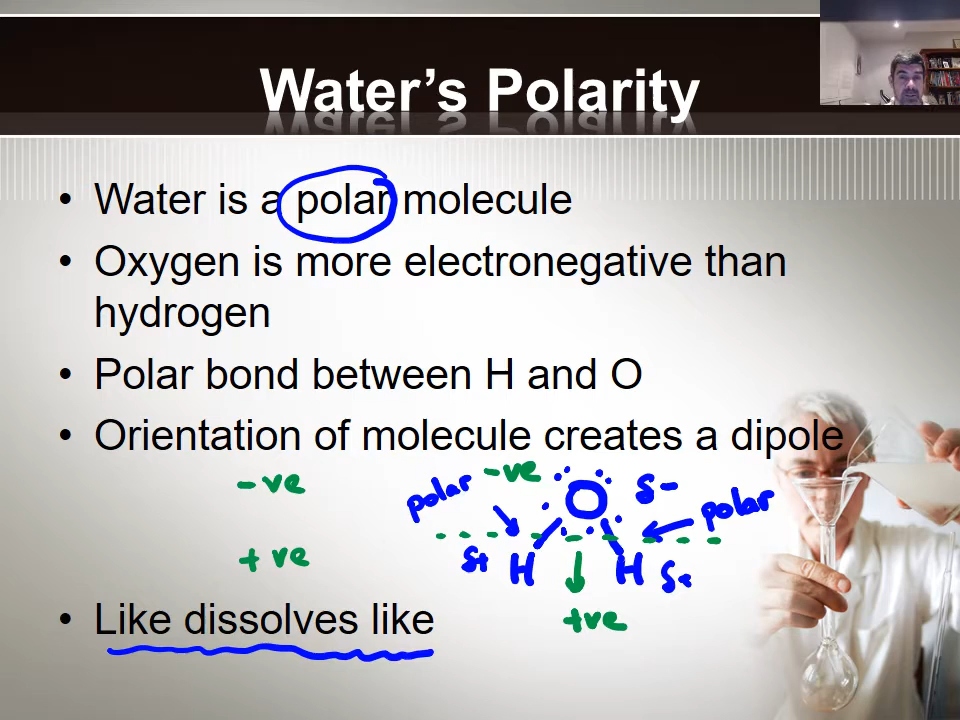 Water's Polarity
• Water is a polar molecule
• Oxygen is more electronegative than
hydrogen
• Polar bond between H and O
• Orientation of molecule creates a dipole
-ve
polar -ve O δ- polar
+ve
δ+ H H δ+
+ve
• Like dissolves like